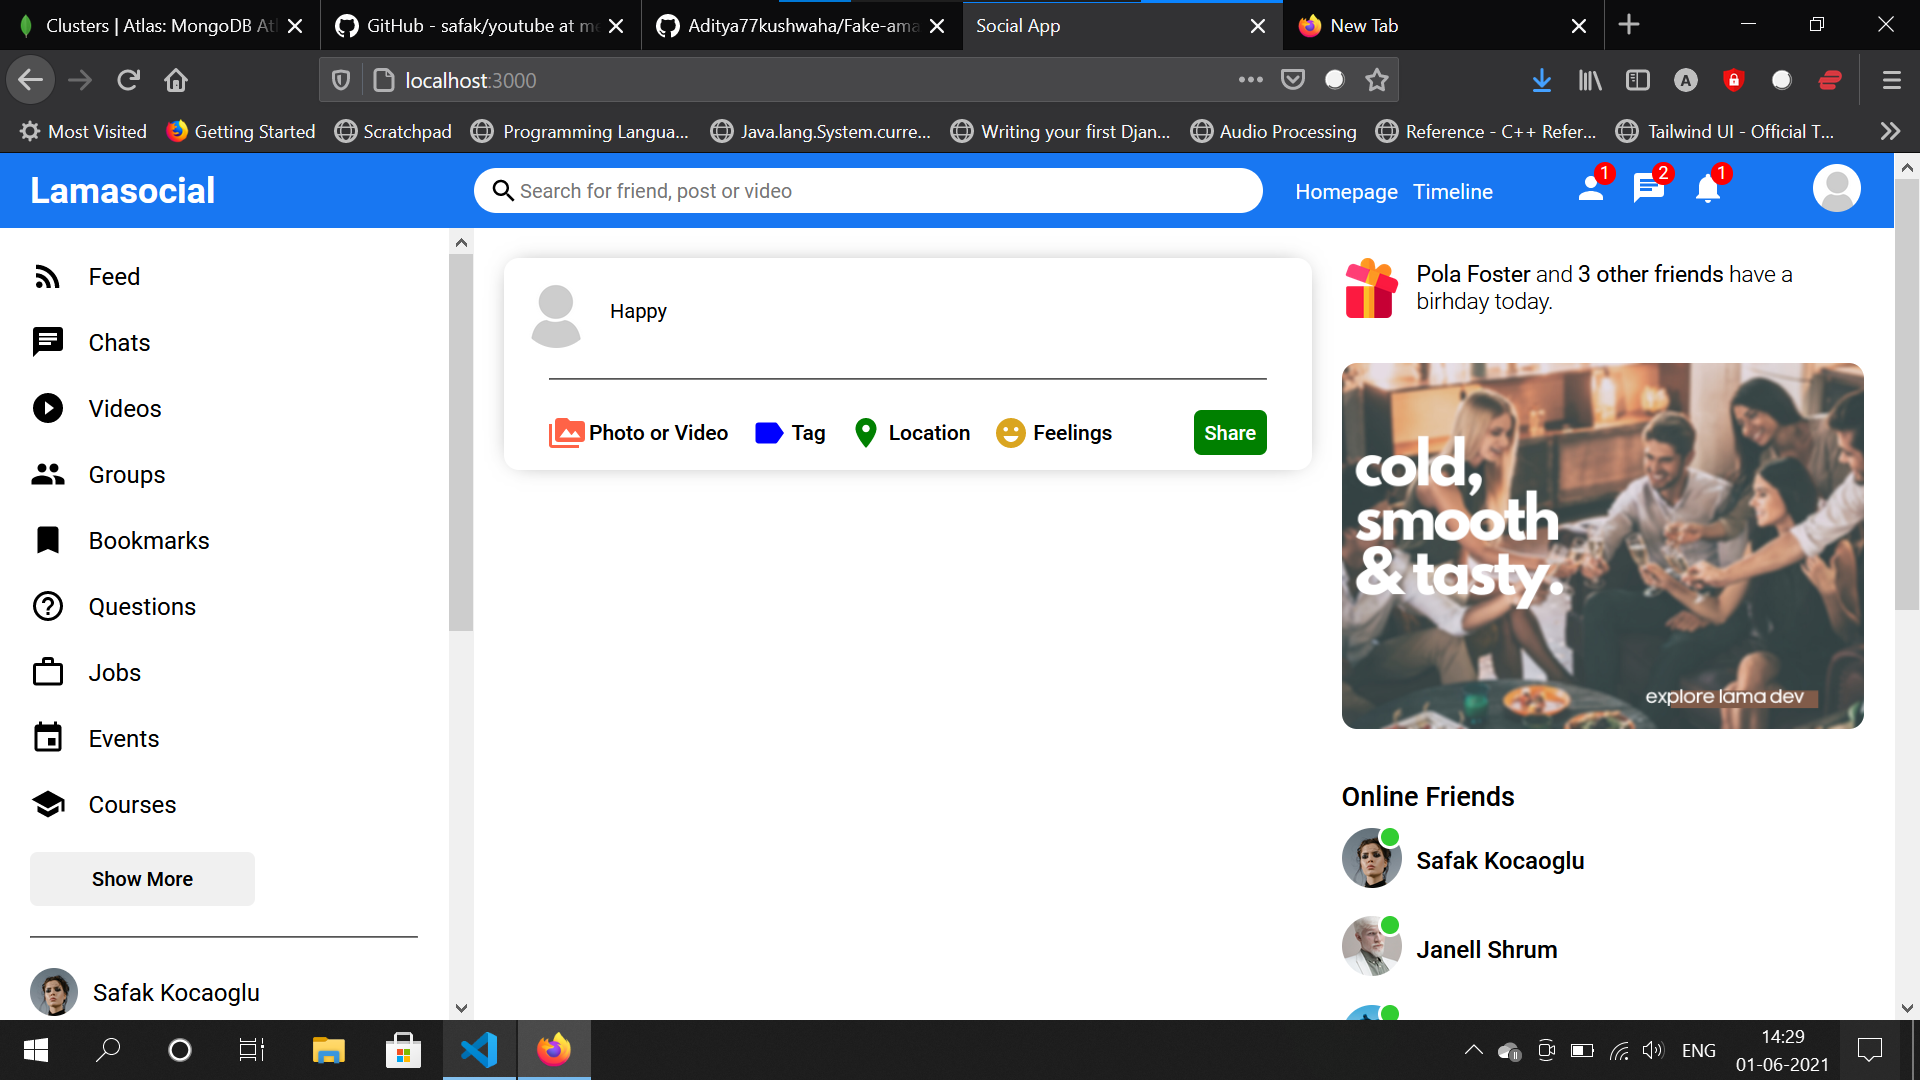 Clusters | Atlas: MongoDB Atl
GitHub - safak/youtube at me
Aditya77kushwaha/Fake-ama
Social App
New Tab
localhost:3000
Most Visited
Getting Started
Scratchpad
Programming Langua...
Java.lang.System.curre...
Writing your first Djan...
Audio Processing
Reference - C++ Refer...
Tailwind UI - Official T...
Lamasocial
Search for friend, post or video
Homepage
Timeline
1
2
1
Feed
Chats
Videos
Groups
Bookmarks
Questions
Jobs
Events
Courses
Show More
Safak Kocaoglu
Happy
Photo or Video
Tag
Location
Feelings
Share
Pola Foster and 3 other friends have a
birhday today.
cold,
smooth
& tasty.
explore lama dev
Online Friends
Safak Kocaoglu
Janell Shrum
ENG
14:29
01-06-2021